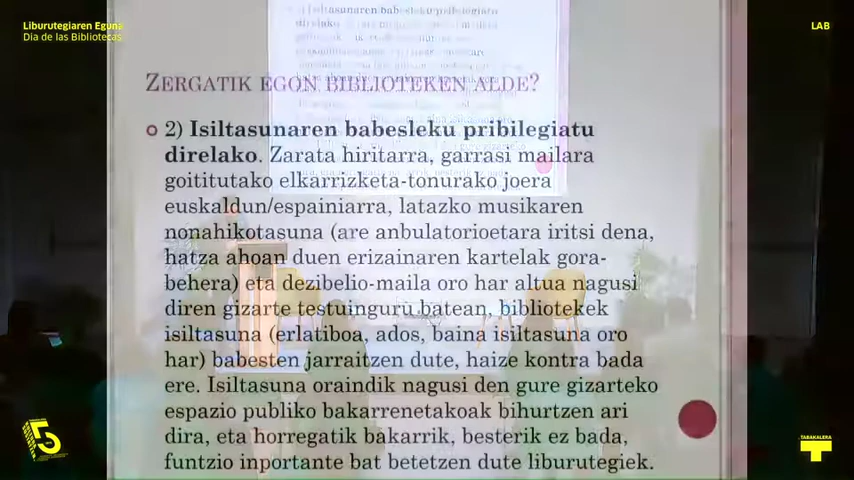 Liburutegiaren Eguna
Día de las Bibliotecas
LAB
ZERGATIK EGON BIBLIOTEKEN ALDE?
2) Isiltasunaren babesleku pribilegiatu
direlako. Zarata hiritarra, garrasi mailara
goititutako elkarrizketa-tonurako joera
euskaldun/espainiarra, latazko musikaren
nonahikotasuna (are anbulatorioetara iritsi dena,
hatza ahoan duen erizainaren kartelak gora-
behera) eta dezibelio-maila oro har altua nagusi
diren gizarte testuinguru batean, bibliotekek
isiltasuna (erlatiboa, ados, baina isiltasuna oro
har) babesten jarraitzen dute, haize kontra bada
ere. Isiltasuna oraindik nagusi den gure gizarteko
espazio publiko bakarrenetakoak bihurtzen ari
dira, eta horregatik bakarrik, besterik ez bada,
funtzio inportante bat betetzen dute liburutegiek.
TABAKALERA